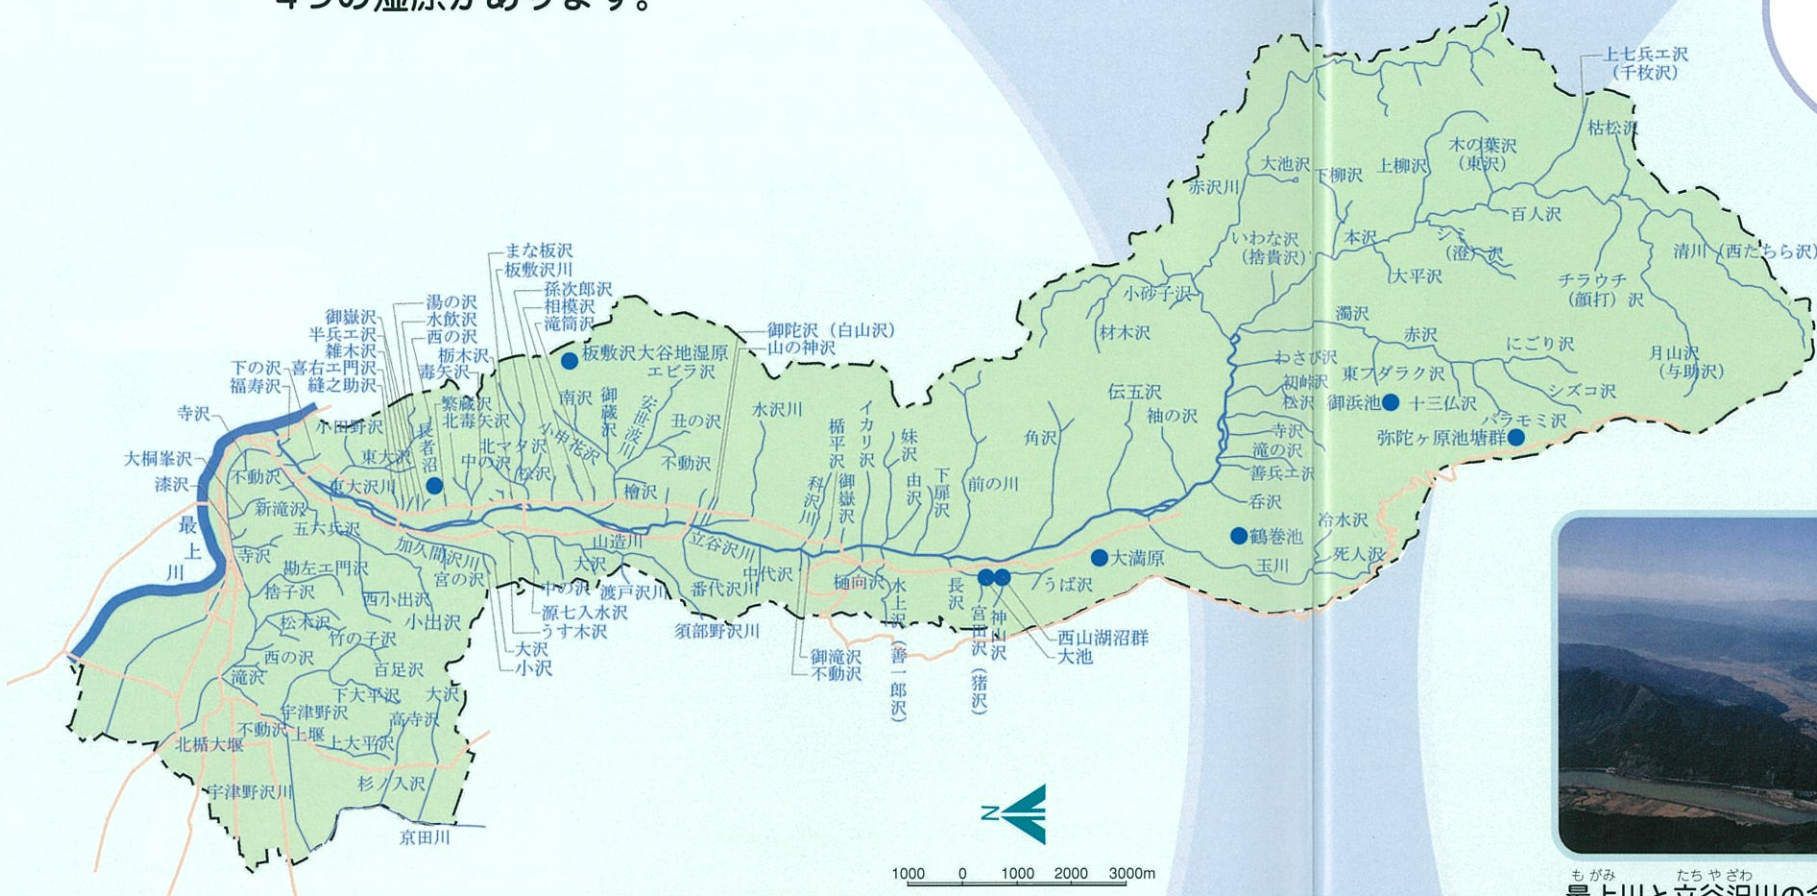 4つの湿原があります。
上七兵エ沢
(千枚沢)
枯松沢
木の葉沢
(東沢)
大池沢
下柳沢
上柳沢
赤沢川
百人沢
いわな沢
(捨貴沢)
本沢
シミ
(澄)沢
清川(西たちら沢)
大平沢
チラウチ
(顔打)沢
小砂子沢
濁沢
材木沢
赤沢
にごり沢
月山沢
(与助沢)
わさび沢
東フダラク沢
初峠沢
シズコ沢
松沢
御浜池
十三仏沢
バラモミ沢
弥陀ヶ原池塘群
寺沢
滝の沢
善兵エ沢
呑沢
鶴巻池
冷水沢
玉川
死人沢
伝五沢
袖の沢
角沢
前の川
大満原
うば沢
まな板沢
板敷沢川
孫次郎沢
相模沢
滝筒沢
湯の沢
水飲沢
西の沢
栃木沢
毒矢沢
御嶽沢
半兵エ沢
雑木沢
喜右エ門沢
縫之助沢
下の沢
福寿沢
寺沢
御陀沢(白山沢)
山の神沢
板敷沢大谷地湿原
エビラ沢
南沢
御蔵沢
安世波川
丑の沢
水沢川
不動沢
檜沢
繁蔵沢
北毒矢沢
長者沼
北マタ沢
中の沢
松沢
小申花沢
小田野沢
東大沢
東大沢川
大桐峯沢
漆沢
不動沢
新滝沢
五六兵沢
最上川
寺沢
勘左エ門沢
捨子沢
加久間沢川
宮の沢
西小出沢
松木沢
小出沢
竹の子沢
西の沢
百足沢
滝沢
下大平沢
大沢
宇津野沢
高寺沢
不動沢
上堰
上大平沢
北楯大堰
杉ノ入沢
宇津野沢川
京田川
楯平沢
イカリ沢
妹沢
科沢川
御嶽沢
由沢
下扉沢
山造川
立谷沢川
大沢
中の沢
渡戸沢川
源七入水沢
うす木沢
大沢
小沢
番代沢川
中代沢
須部野沢川
樋向沢
御滝沢
不動沢
水上沢(善一郎沢)
長沢
宮田沢(猪沢)
神山沢
西山湖沼群
大池
N
1000 0 1000 2000 3000m
もがみ たちやざわ
最上川と立谷沢川の合